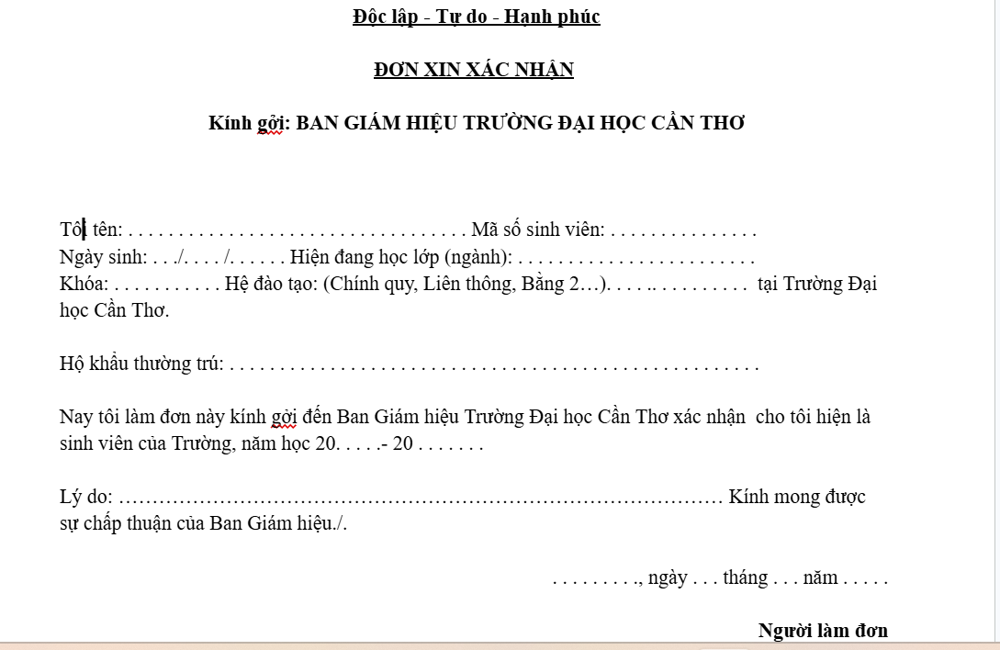 Độc lập - Tự do - Hạnh phúc
ĐƠN XIN XÁC NHẬN
Kính gởi: BAN GIÁM HIỆU TRƯỜNG ĐẠI HỌC CẦN THƠ
Tôi tên: . . . . . . . . . . . . . . . . . . . . . . . . . . . . . . . . . . Mã số sinh viên: . . . . . . . . . . . . . . .
Ngày sinh: . . ./. . . . /. . . . . . Hiện đang học lớp (ngành): . . . . . . . . . . . . . . . . . . . . . . . .
Khóa: . . . . . . . . . . . Hệ đào tạo: (Chính quy, Liên thông, Bằng 2…). . . . .. . . . . . . . . . tại Trường Đại
học Cần Thơ.
Hộ khẩu thường trú: . . . . . . . . . . . . . . . . . . . . . . . . . . . . . . . . . . . . . . . . . . . . . . . . . . . . .
Nay tôi làm đơn này kính gởi đến Ban Giám hiệu Trường Đại học Cần Thơ xác nhận cho tôi hiện là
sinh viên của Trường, năm học 20. . . . .- 20 . . . . . . .
Lý do: ……………………………………………………………………………… Kính mong được
sự chấp thuận của Ban Giám hiệu./.
. . . . . . . . ., ngày . . . tháng . . . năm . . . . .
Người làm đơn